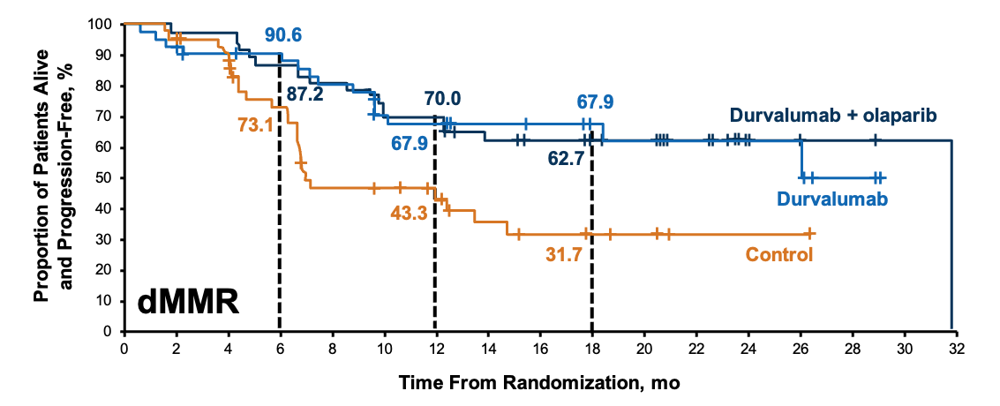 Proportion of Patients Alive
and Progression-Free, %
100
90
80
70
60
50
40
30
20
10
0
90.6
87.2
73.1
70.0
67.9
43.3
67.9
62.7
31.7
Durvalumab + olaparib
Durvalumab
Control
dMMR
0 2 4 6 8 10 12 14 16 18 20 22 24 26 28 30 32
Time From Randomization, mo